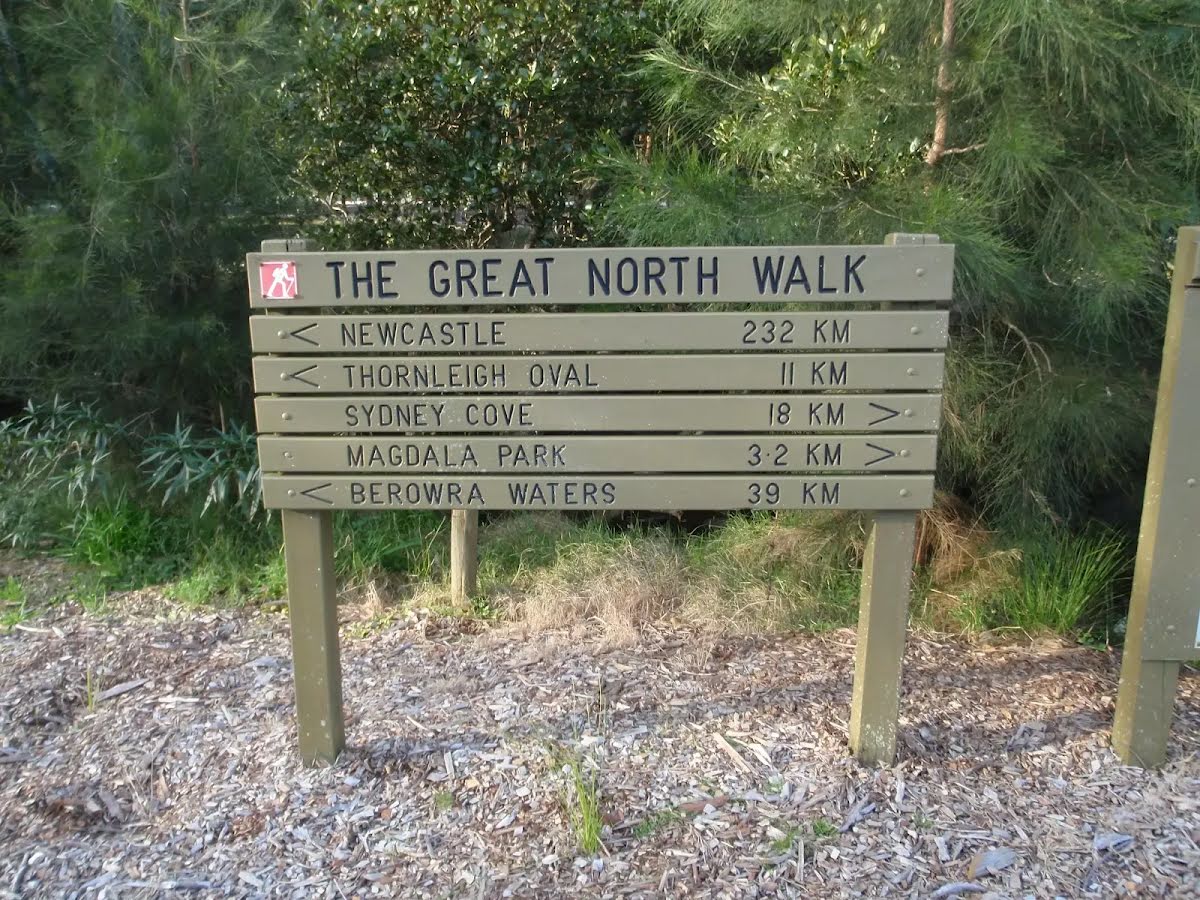 THE GREAT NORTH WALK
< NEWCASTLE 232 KM
< THORNLEIGH OVAL 11 KM
SYDNEY COVE 18 KM >
MAGDALA PARK 3·2 KM >
< BEROWRA WATERS 39 KM